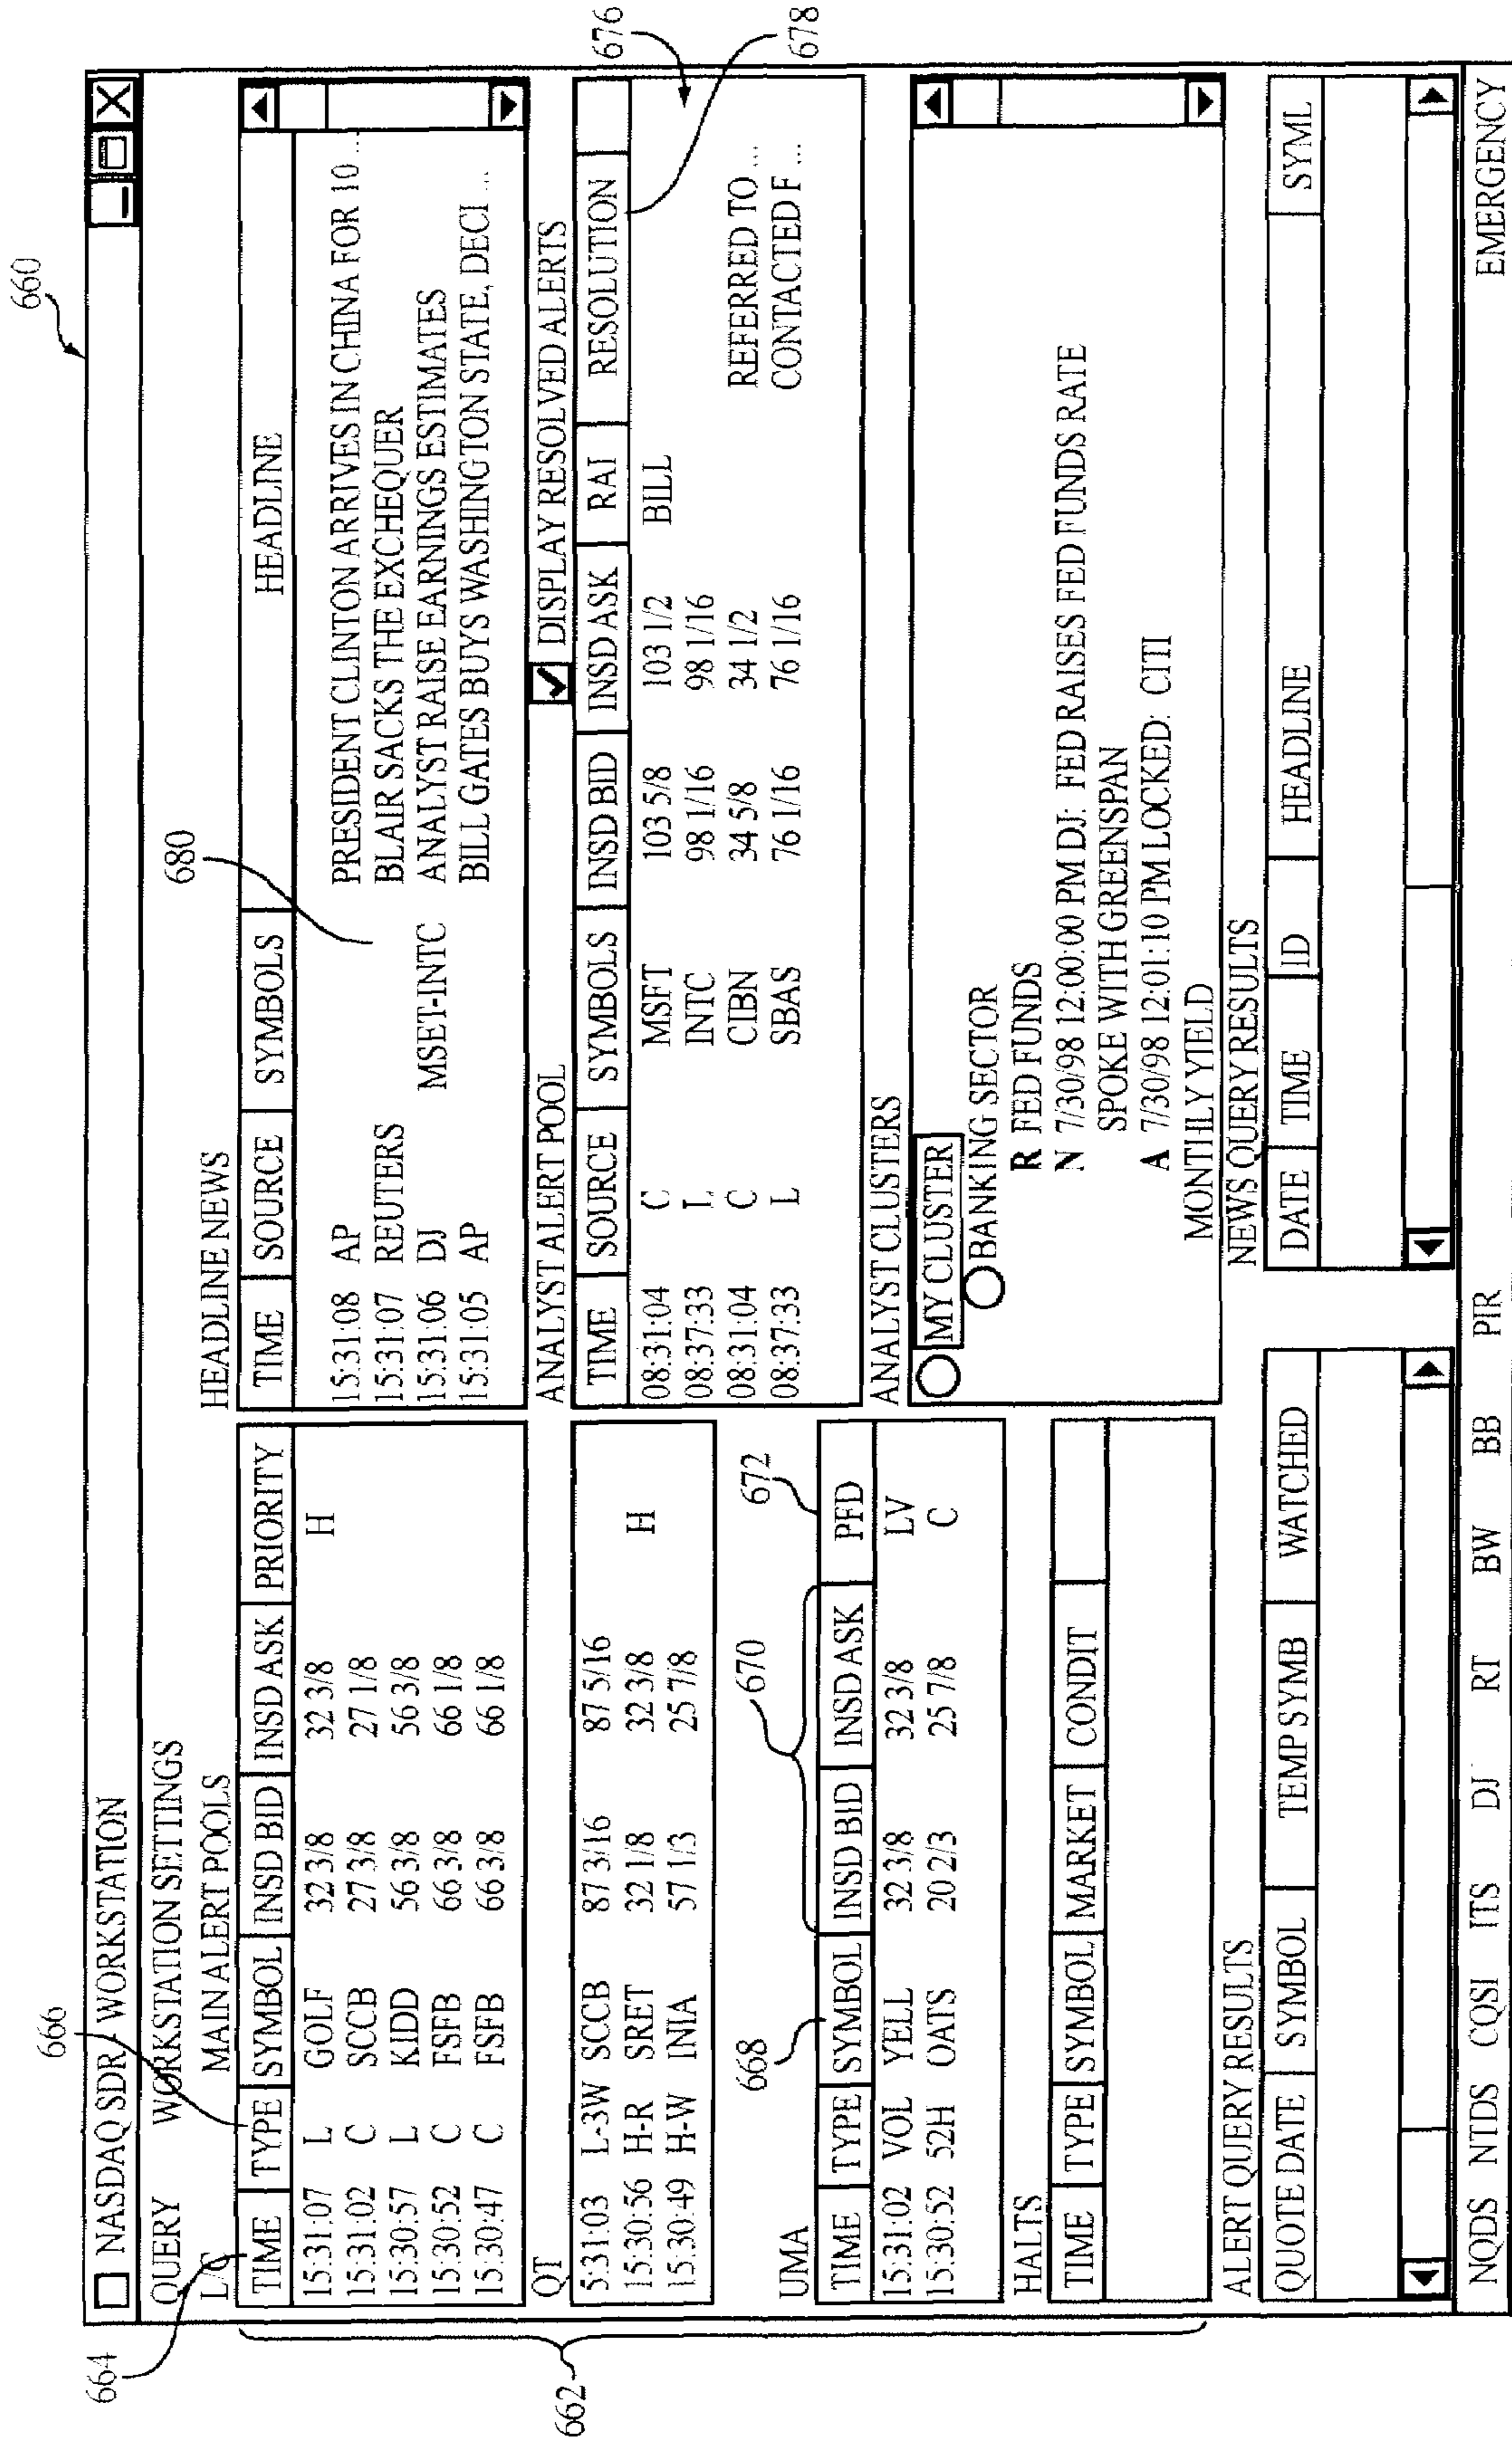 660
NASDAQ SDR - WORKSTATION
666
QUERY WORKSTATION SETTINGS
664
L/C MAIN ALERT POOLS
TIME TYPE SYMBOL INSD BID INSD ASK PRIORITY
15:31:07 L GOLF 32 3/8 32 3/8 H
15:31:02 C SCCB 27 3/8 27 1/8
15:30:57 L KIDD 56 3/8 56 3/8
15:30:52 C FSFB 66 3/8 66 1/8
15:30:47 C FSFB 66 3/8 66 1/8
QT
5:31:03 L-3W SCCB 87 3/16 87 5/16
15:30:56 H-R SRET 32 1/8 32 3/8 H
15:30:49 H-W INIA 57 1/3 25 7/8
662
668
670
672
UMA
TIME TYPE SYMBOL INSD BID INSD ASK PFD
15:31:02 VOL YELL 32 3/8 32 3/8 LV
15:30:52 52H OATS 20 2/3 25 7/8 C
HALTS
TIME TYPE SYMBOL MARKET CONDIT
ALERT QUERY RESULTS
QUOTE DATE SYMBOL TEMP SYMB WATCHED
HEADLINE NEWS
680
TIME SOURCE SYMBOLS HEADLINE
15:31:08 AP PRESIDENT CLINTON ARRIVES IN CHINA FOR 10 ...
15:31:07 REUTERS BLAIR SACKS THE EXCHEQUER
15:31:06 DJ MSET-INTC ANALYST RAISE EARNINGS ESTIMATES
15:31:05 AP BILL GATES BUYS WASHINGTON STATE, DECI ...
ANALYST ALERT POOL DISPLAY RESOLVED ALERTS
TIME SOURCE SYMBOLS INSD BID INSD ASK RAI RESOLUTION
08:31:04 C MSFT 103 5/8 103 1/2 BILL
08:37:33 L INTC 98 1/16 98 1/16
08:31:04 C CIBN 34 5/8 34 1/2 REFERRED TO ...
08:37:33 L SBAS 76 1/16 76 1/16 CONTACTED F ...
676
678
ANALYST CLUSTERS
MY CLUSTER
BANKING SECTOR
R FED FUNDS
N 7/30/98 12:00:00 PM DJ: FED RAISES FED FUNDS RATE
SPOKE WITH GREENSPAN
A 7/30/98 12:01:10 PM LOCKED: CITI
MONTHLY YIELD
NEWS QUERY RESULTS
DATE TIME ID HEADLINE SYML
NQDS NTDS CQSI ITS DJ RT BW BB PIR EMERGENCY